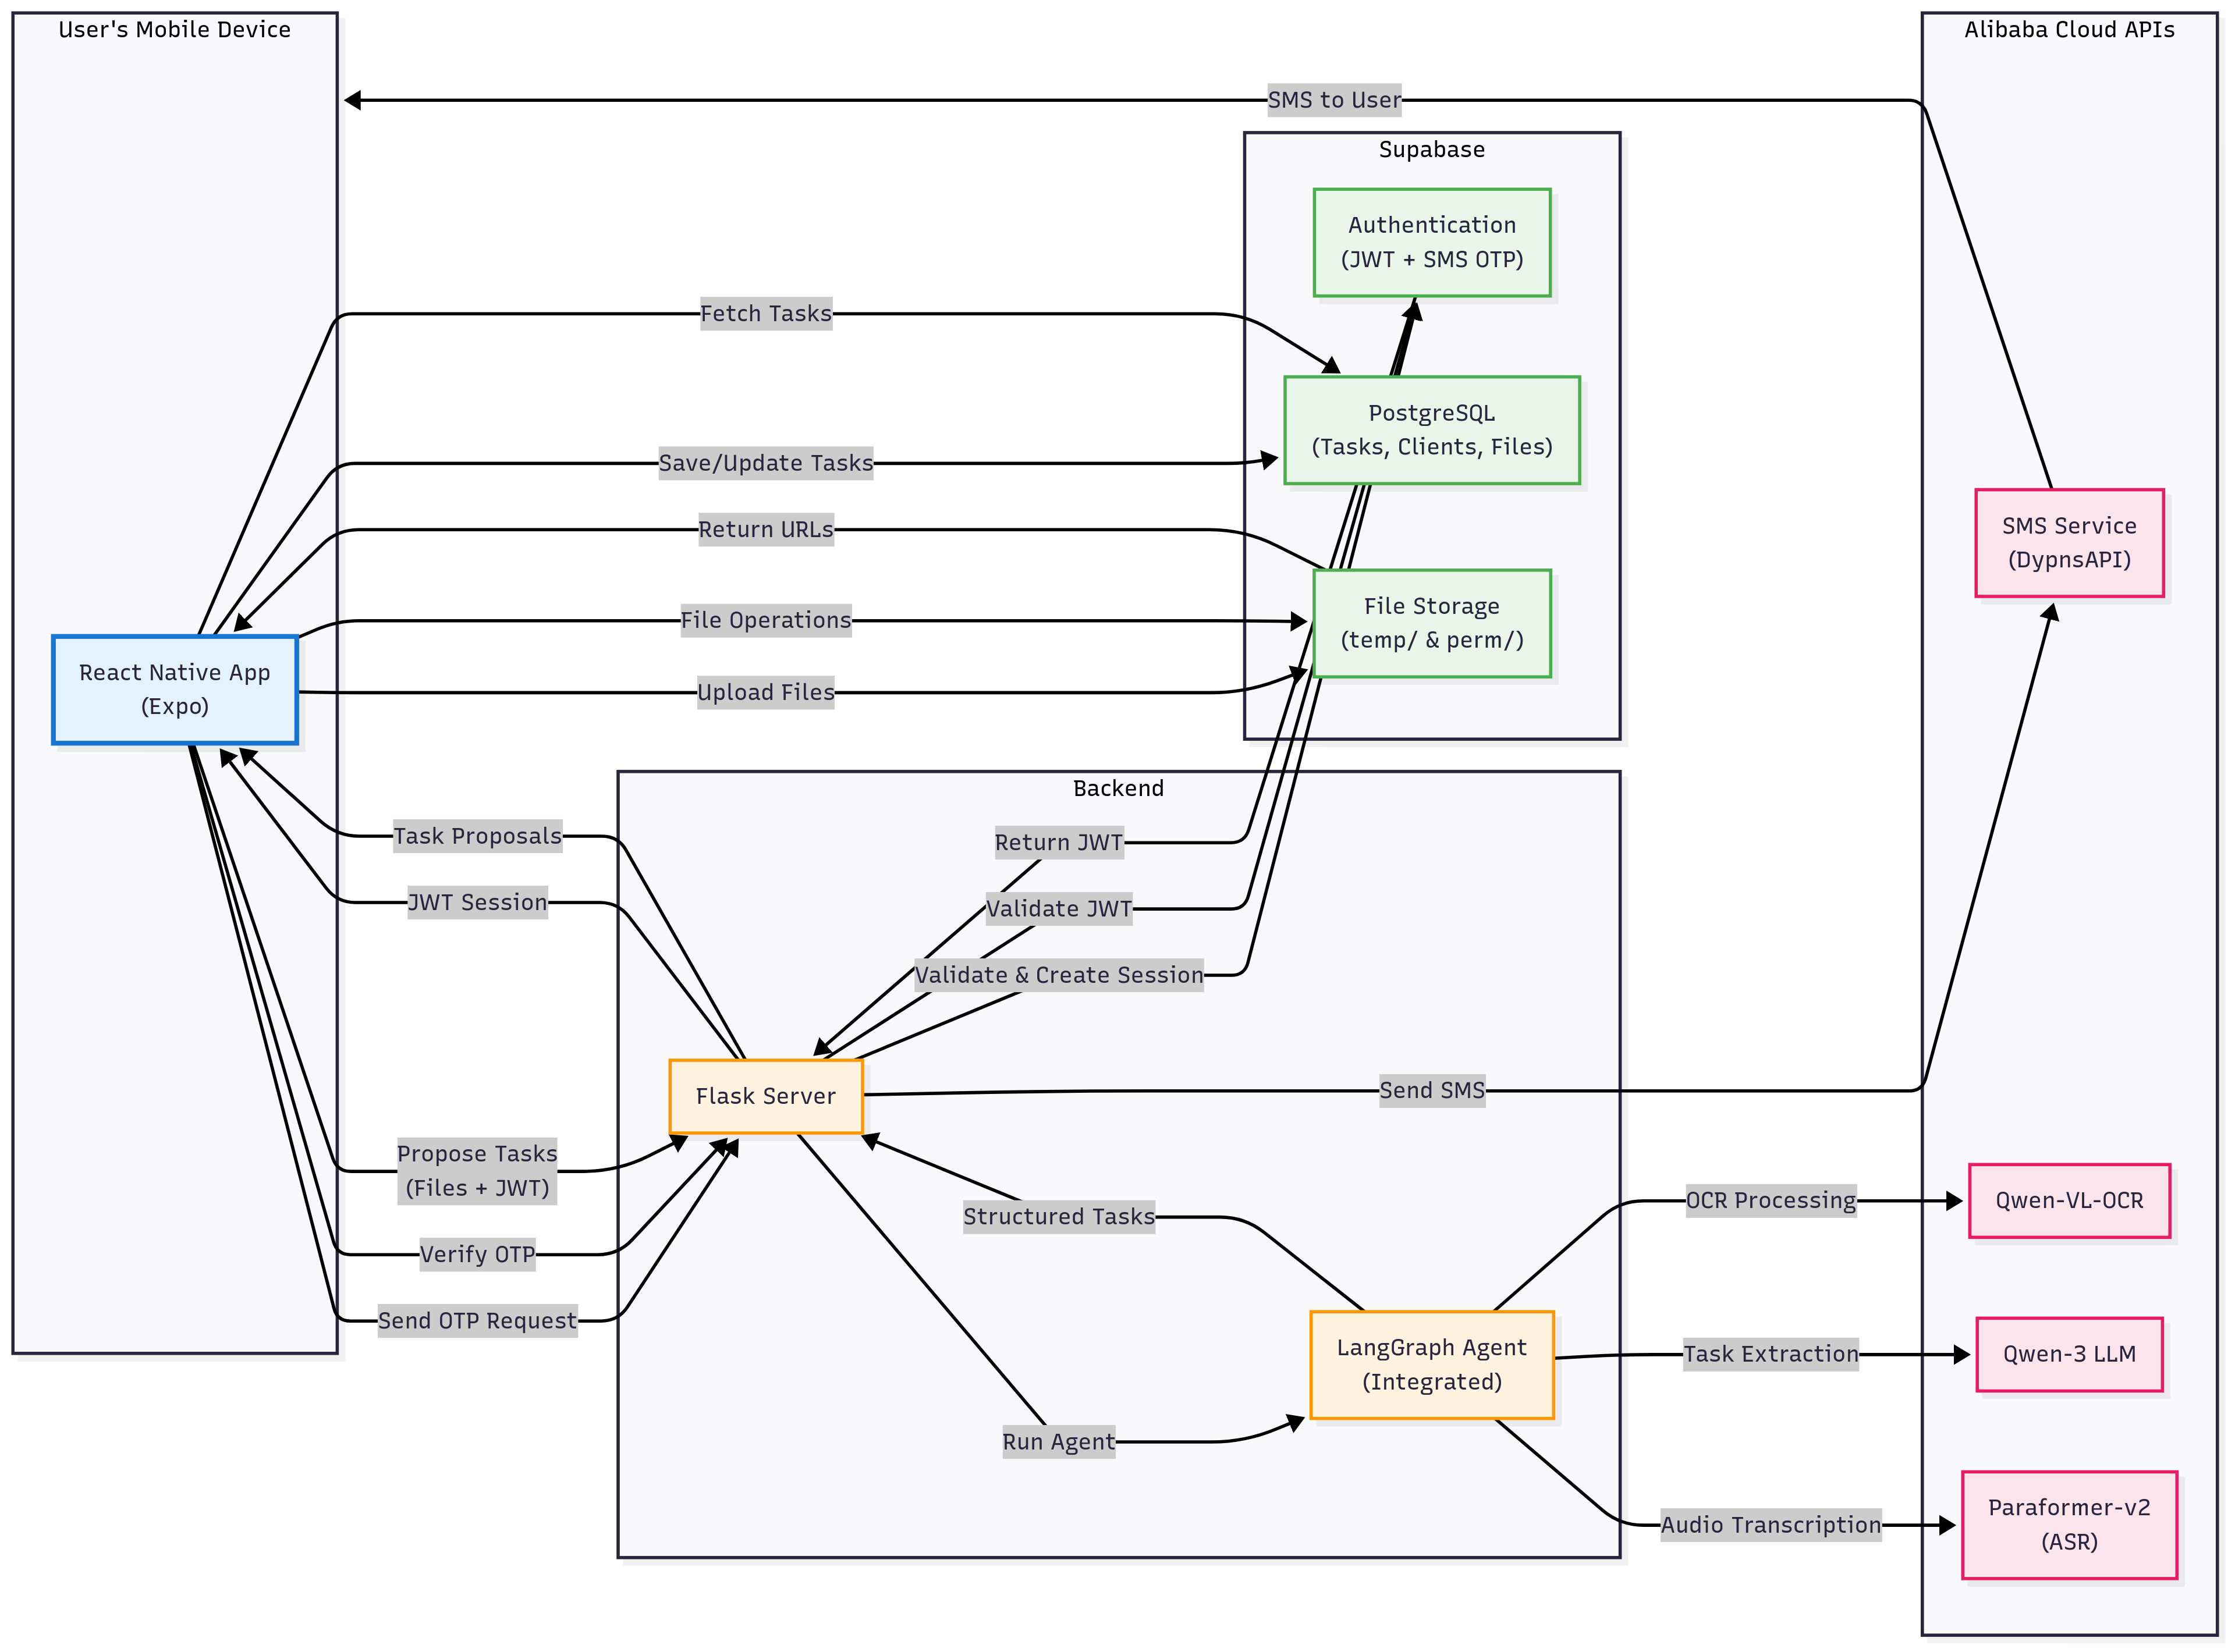 User's Mobile Device
Alibaba Cloud APIs
SMS to User
Supabase
Authentication
(JWT + SMS OTP)
Fetch Tasks
PostgreSQL
(Tasks, Clients, Files)
Save/Update Tasks
Return URLs
SMS Service
(DypnsAPI)
File Operations
File Storage
(temp/ & perm/)
React Native App
(Expo)
Upload Files
Backend
Task Proposals
Return JWT
JWT Session
Validate JWT
Validate & Create Session
Flask Server
Send SMS
Propose Tasks
(Files + JWT)
Structured Tasks
OCR Processing
Qwen-VL-OCR
Verify OTP
Send OTP Request
LangGraph Agent
(Integrated)
Task Extraction
Qwen-3 LLM
Run Agent
Audio Transcription
Paraformer-v2
(ASR)